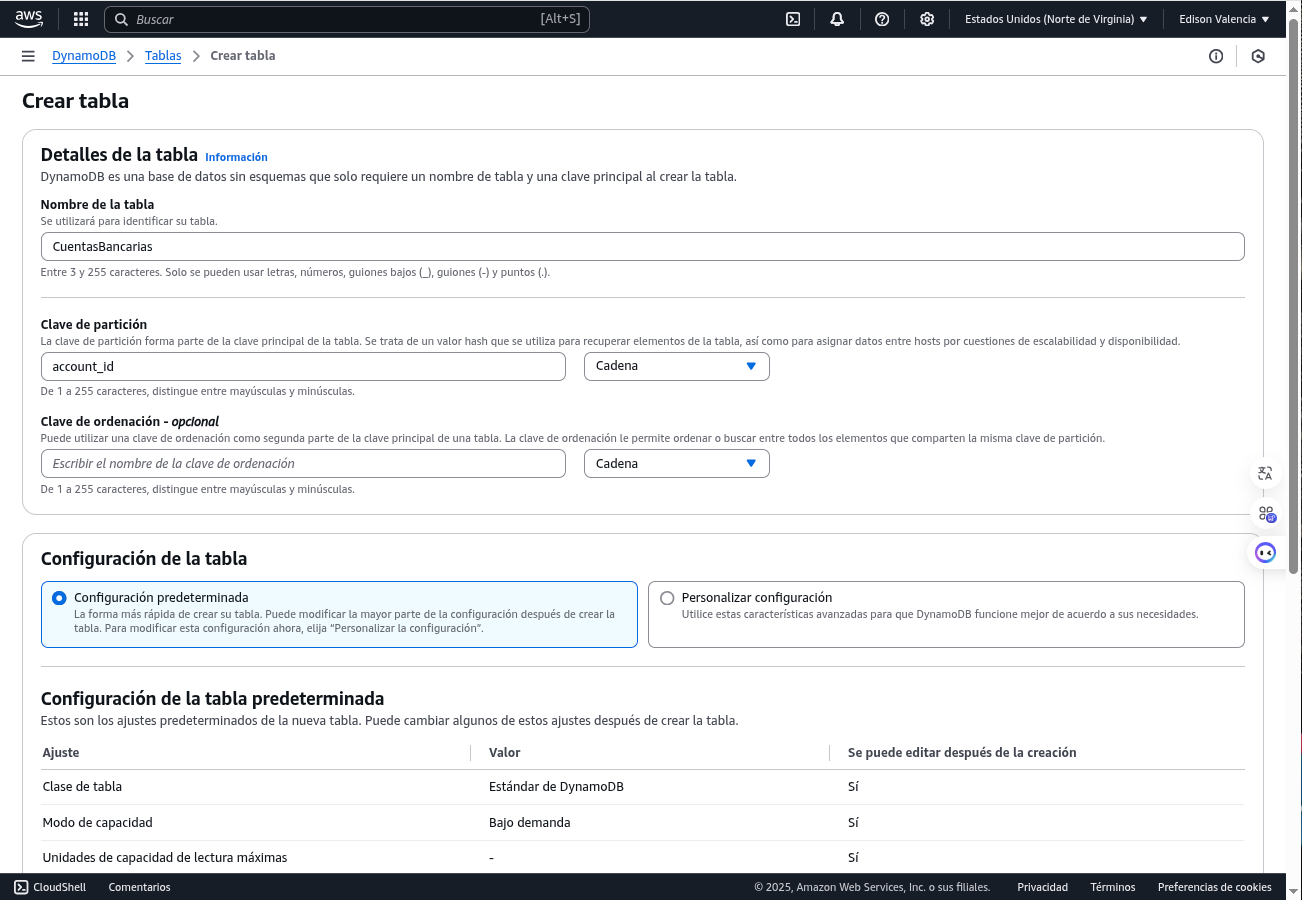 aws
Buscar [Alt+S]
Estados Unidos (Norte de Virginia)
Edison Valencia
DynamoDB > Tablas > Crear tabla
Crear tabla
Detalles de la tabla Información
DynamoDB es una base de datos sin esquemas que solo requiere un nombre de tabla y una clave principal al crear la tabla.
Nombre de la tabla
Se utilizará para identificar su tabla.
CuentasBancarias
Entre 3 y 255 caracteres. Solo se pueden usar letras, números, guiones bajos (_), guiones (-) y puntos (.).
Clave de partición
La clave de partición forma parte de la clave principal de la tabla. Se trata de un valor hash que se utiliza para recuperar elementos de la tabla, así como para asignar datos entre hosts por cuestiones de escalabilidad y disponibilidad.
account_id Cadena
De 1 a 255 caracteres, distingue entre mayúsculas y minúsculas.
Clave de ordenación - opcional
Puede utilizar una clave de ordenación como segunda parte de la clave principal de una tabla. La clave de ordenación le permite ordenar o buscar entre todos los elementos que comparten la misma clave de partición.
Escribir el nombre de la clave de ordenación Cadena
De 1 a 255 caracteres, distingue entre mayúsculas y minúsculas.
Configuración de la tabla
Configuración predeterminada
La forma más rápida de crear su tabla. Puede modificar la mayor parte de la configuración después de crear la
tabla. Para modificar esta configuración ahora, elija “Personalizar la configuración”.
Personalizar configuración
Utilice estas características avanzadas para que DynamoDB funcione mejor de acuerdo a sus necesidades.
Configuración de la tabla predeterminada
Estos son los ajustes predeterminados de la nueva tabla. Puede cambiar algunos de estos ajustes después de crear la tabla.
Ajuste Valor Se puede editar después de la creación
Clase de tabla Estándar de DynamoDB Sí
Modo de capacidad Bajo demanda Sí
Unidades de capacidad de lectura máximas - Sí
CloudShell Comentarios © 2025, Amazon Web Services, Inc. o sus filiales. Privacidad Términos Preferencias de cookies